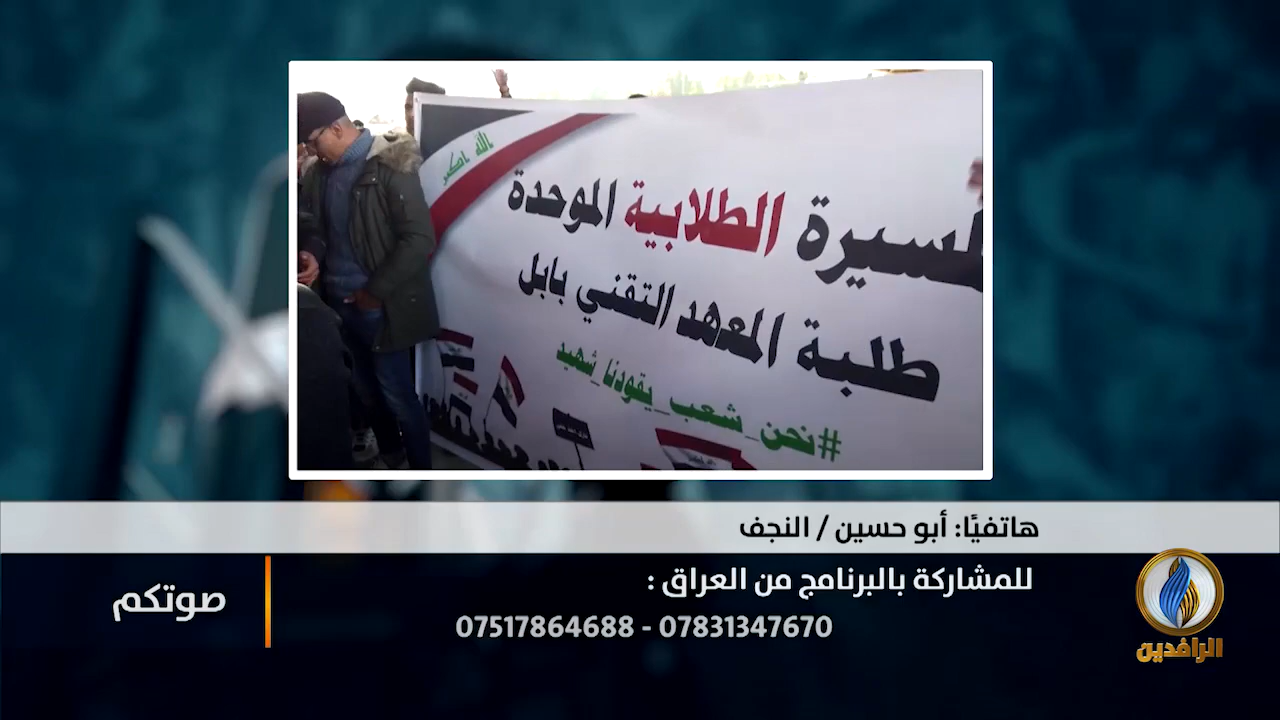 الله اكبر
لمسيرة الطلابية الموحدة
طلبة المعهد التقني بابل
#نحن_شعب_يقودنا_شهيد
هاتفيًا: أبو حسين / النجف
للمشاركة بالبرنامج من العراق :
07517864688 - 07831347670
صوتكم
الرافدين